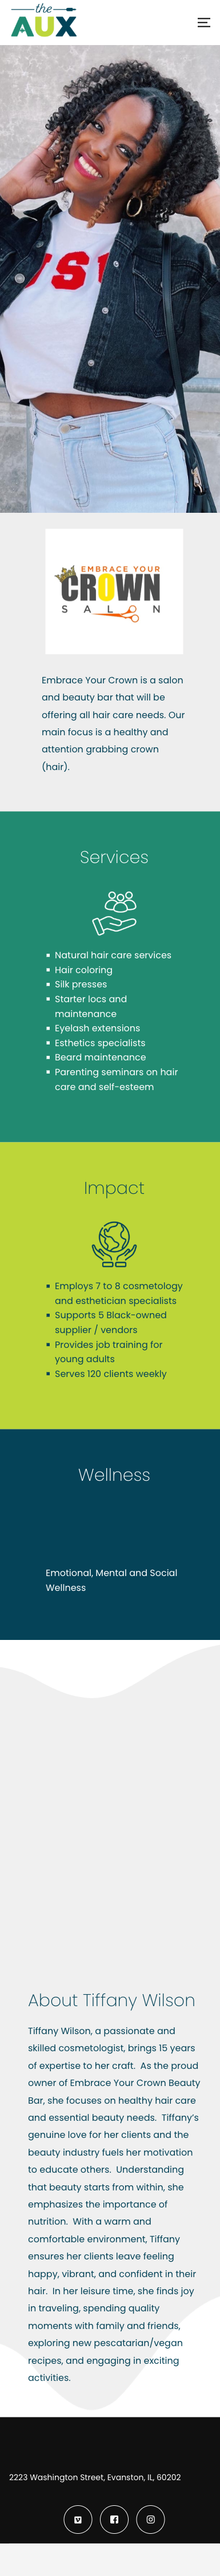 the
AUX
US
EMBRACE YOUR
CROWN
SALON
Embrace Your Crown is a salon
and beauty bar that will be
offering all hair care needs. Our
main focus is a healthy and
attention grabbing crown
(hair).
Services
Natural hair care services
Hair coloring
Silk presses
Starter locs and
maintenance
Eyelash extensions
Esthetics specialists
Beard maintenance
Parenting seminars on hair
care and self-esteem
Impact
Employs 7 to 8 cosmetology
and esthetician specialists
Supports 5 Black-owned
supplier / vendors
Provides job training for
young adults
Serves 120 clients weekly
Wellness
Emotional, Mental and Social
Wellness
About Tiffany Wilson
Tiffany Wilson, a passionate and
skilled cosmetologist, brings 15 years
of expertise to her craft.  As the proud
owner of Embrace Your Crown Beauty
Bar, she focuses on healthy hair care
and essential beauty needs.  Tiffany’s
genuine love for her clients and the
beauty industry fuels her motivation
to educate others.  Understanding
that beauty starts from within, she
emphasizes the importance of
nutrition.  With a warm and
comfortable environment, Tiffany
ensures her clients leave feeling
happy, vibrant, and confident in their
hair.  In her leisure time, she finds joy
in traveling, spending quality
moments with family and friends,
exploring new pescatarian/vegan
recipes, and engaging in exciting
activities.
2223 Washington Street, Evanston, IL, 60202